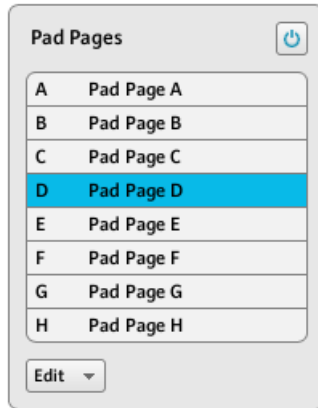 Pad Pages
A Pad Page A
B Pad Page B
C Pad Page C
D Pad Page D
E Pad Page E
F Pad Page F
G Pad Page G
H Pad Page H
Edit